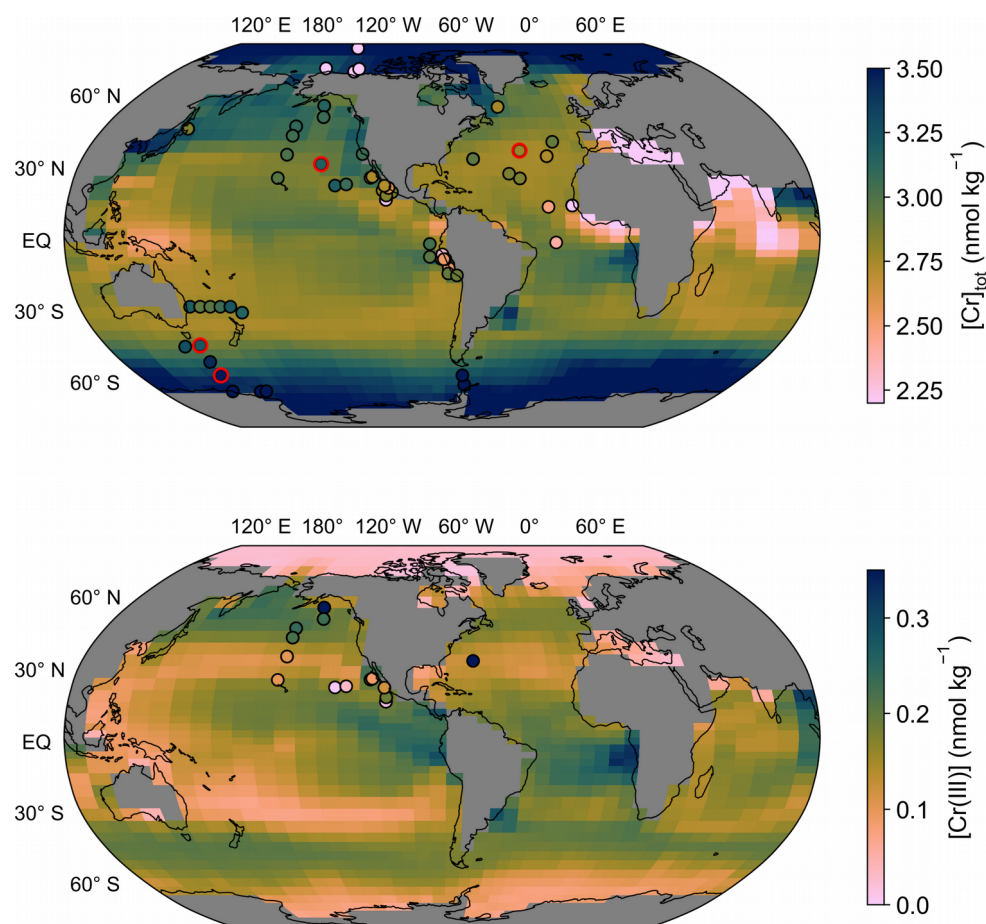 120° E 180° 120° W 60° W 0° 60° E
60° N
30° N
EQ
30° S
60° S
3.50
3.25
3.00
2.75
2.50
2.25
[Cr]tot (nmol kg−1)
120° E 180° 120° W 60° W 0° 60° E
60° N
30° N
EQ
30° S
60° S
0.3
0.2
0.1
0.0
[Cr(III)] (nmol kg−1)